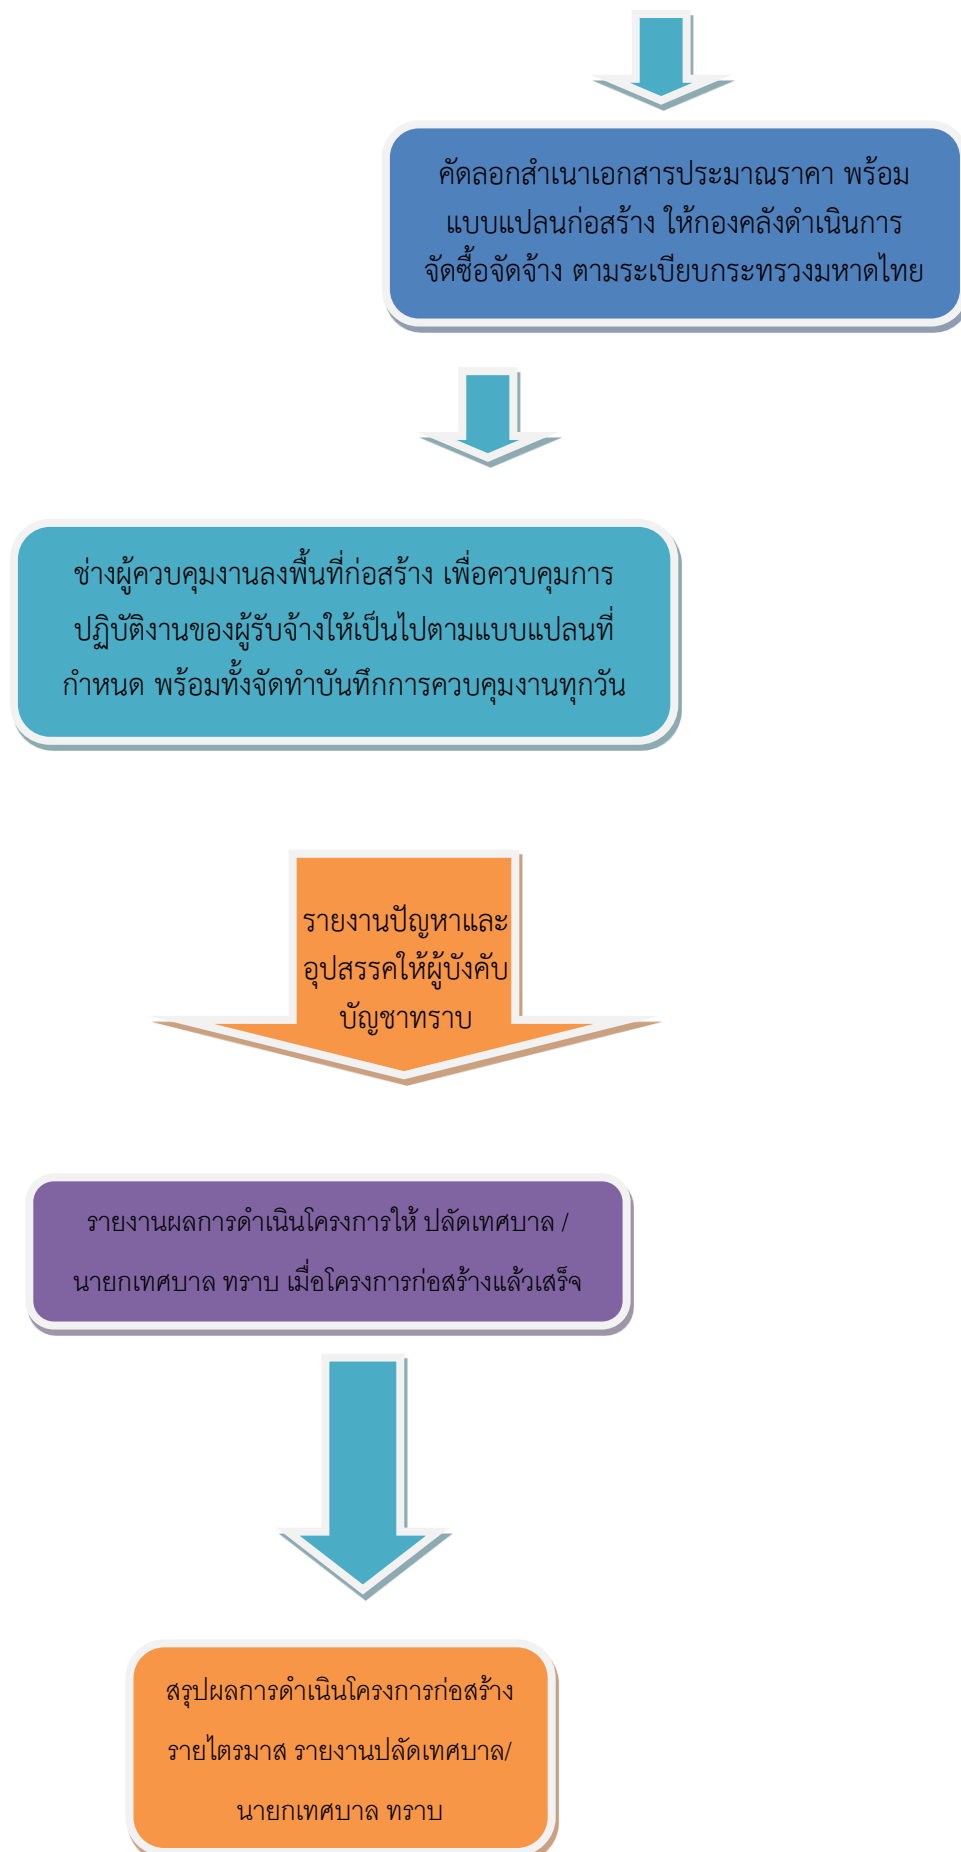 คัดลอกสำเนาเอกสารประมาณราคา พร้อม
แบบแปลนก่อสร้าง ให้กองคลังดำเนินการ
จัดซื้อจัดจ้าง ตามระเบียบกระทรวงมหาดไทย
ช่างผู้ควบคุมงานลงพื้นที่ก่อสร้าง เพื่อควบคุมการ
ปฏิบัติงานของผู้รับจ้างให้เป็นไปตามแบบแปลนที่
กำหนด พร้อมทั้งจัดทำบันทึกการควบคุมงานทุกวัน
รายงานปัญหาและ
อุปสรรคให้ผู้บังคับ
บัญชาทราบ
รายงานผลการดำเนินโครงการให้ ปลัดเทศบาล /
นายกเทศบาล ทราบ เมื่อโครงการก่อสร้างแล้วเสร็จ
สรุปผลการดำเนินโครงการก่อสร้าง
รายไตรมาส รายงานปลัดเทศบาล/
นายกเทศบาล ทราบ